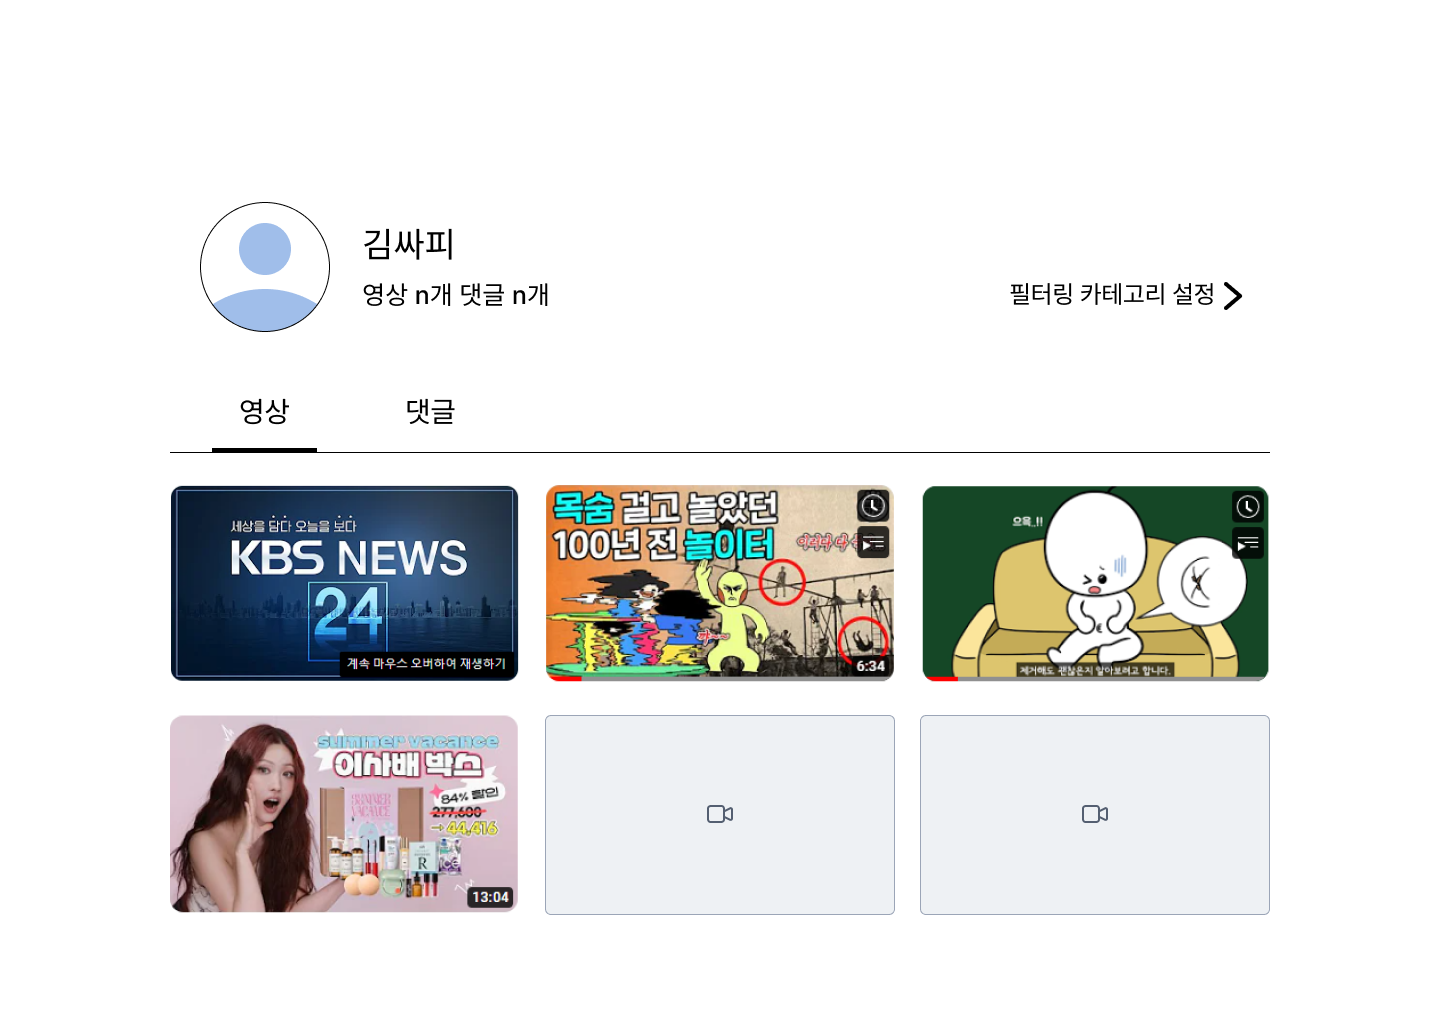 김싸피
영상 n개 댓글 n개
필터링 카테고리 설정
영상
댓글
세상을 담다 오늘을 보다
KBS NEWS
24
계속 마우스 오버하여 재생하기
목숨 걸고 놀았던
100년 전 놀이터
6:34
으윽..!!
제거해도 괜찮은지 알아보려고 합니다.
summer vacance
이사배 박스
84% 할인
277,600
→44,416
SUMMER
VACANCE
R
13:04